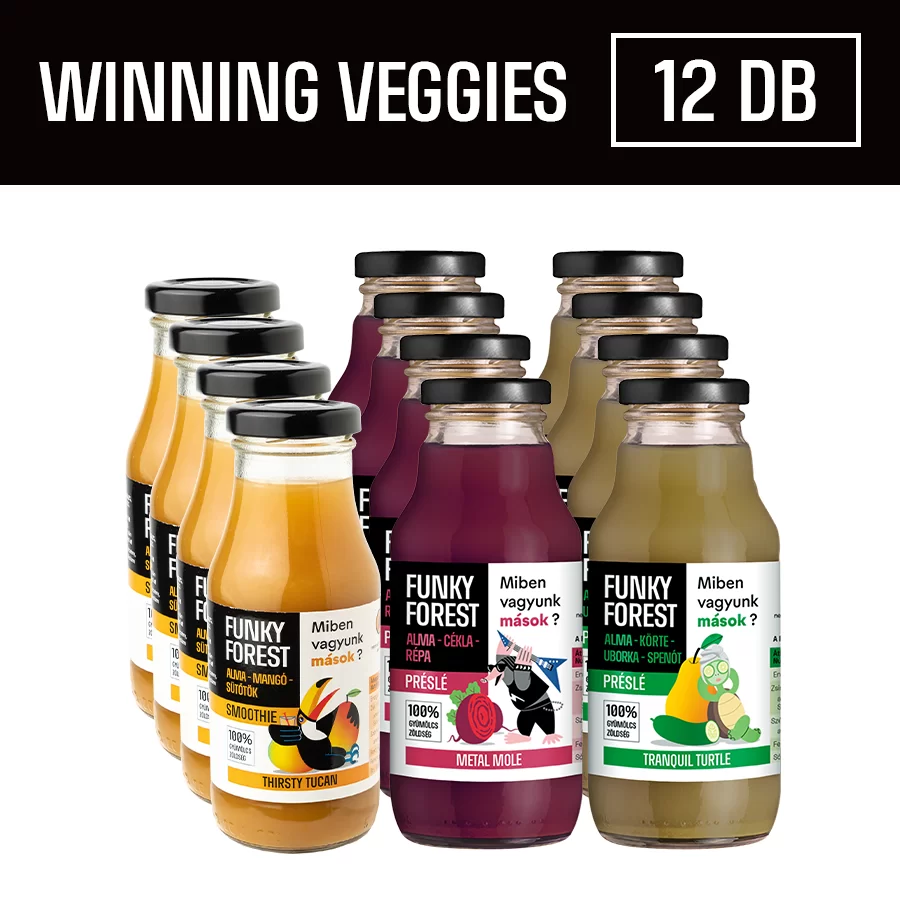 WINNING VEGGIES
12 DB
FUNKY
FOREST
ALMA - MANGÓ -
SÜTŐTÖK
SMOOTHIE
Miben
vagyunk
mások ?
100%
GYÜMÖLCS
ZÖLDSÉG
THIRSTY TUCAN
FUNKY
FOREST
ALMA - CÉKLA -
RÉPA
PRÉSLÉ
Miben
vagyunk
mások ?
100%
GYÜMÖLCS
ZÖLDSÉG
METAL MOLE
FUNKY
FOREST
ALMA - KÖRTE -
UBORKA - SPENÓT
PRÉSLÉ
Miben
vagyunk
mások ?
100%
GYÜMÖLCS
ZÖLDSÉG
TRANQUIL TURTLE